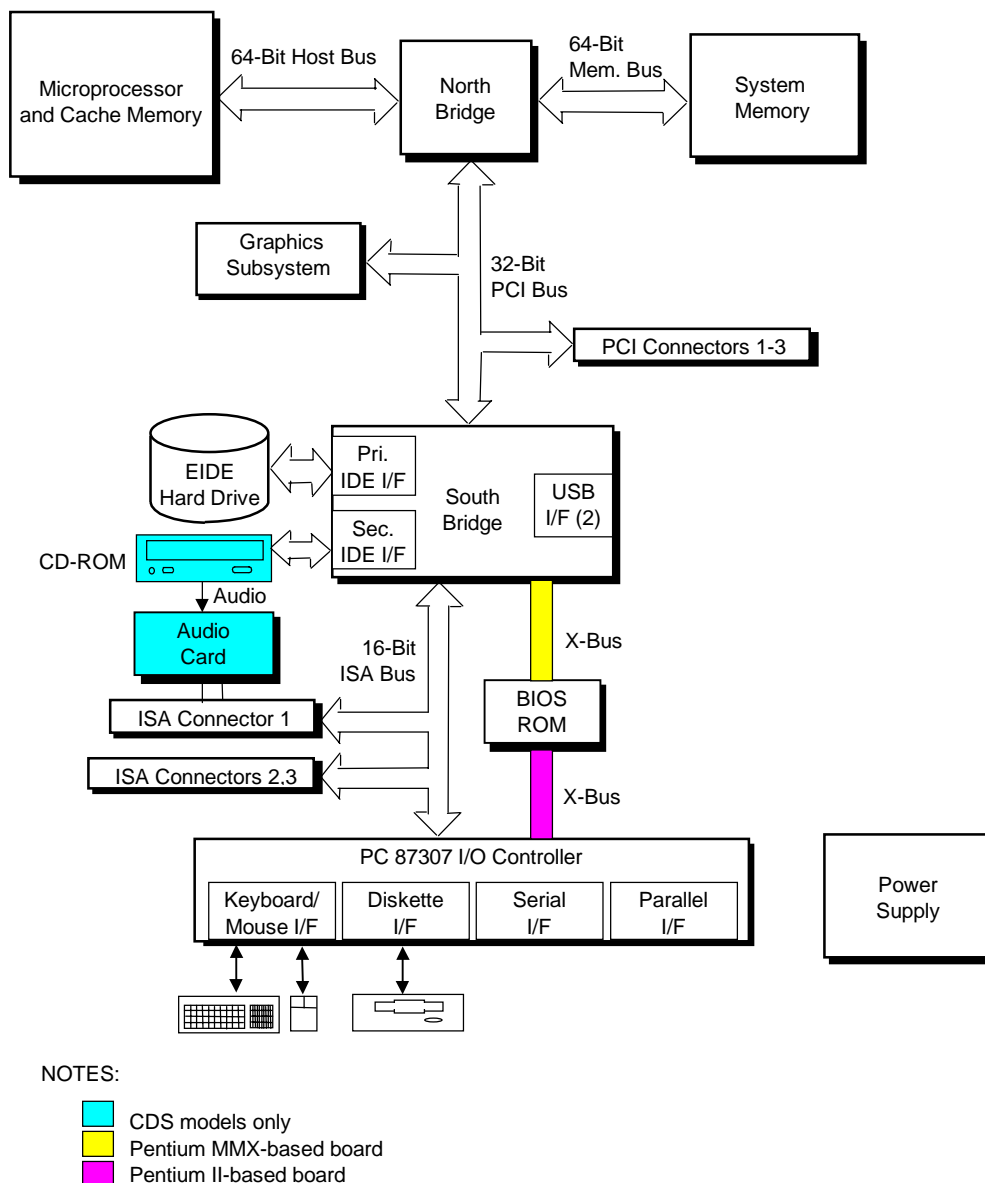 64-Bit Host Bus
64-Bit
Mem. Bus
Microprocessor
and Cache Memory
North
Bridge
System
Memory
Graphics
Subsystem
32-Bit
PCI Bus
PCI Connectors 1-3
EIDE
Hard Drive
Pri.
IDE I/F
South
Bridge
USB
I/F (2)
Sec.
IDE I/F
CD-ROM
Audio
Audio
Card
16-Bit
ISA Bus
X-Bus
BIOS
ROM
ISA Connector 1
ISA Connectors 2,3
X-Bus
PC 87307 I/O Controller
Keyboard/
Mouse I/F
Diskette
I/F
Serial
I/F
Parallel
I/F
Power
Supply
NOTES:
CDS models only
Pentium MMX-based board
Pentium II-based board